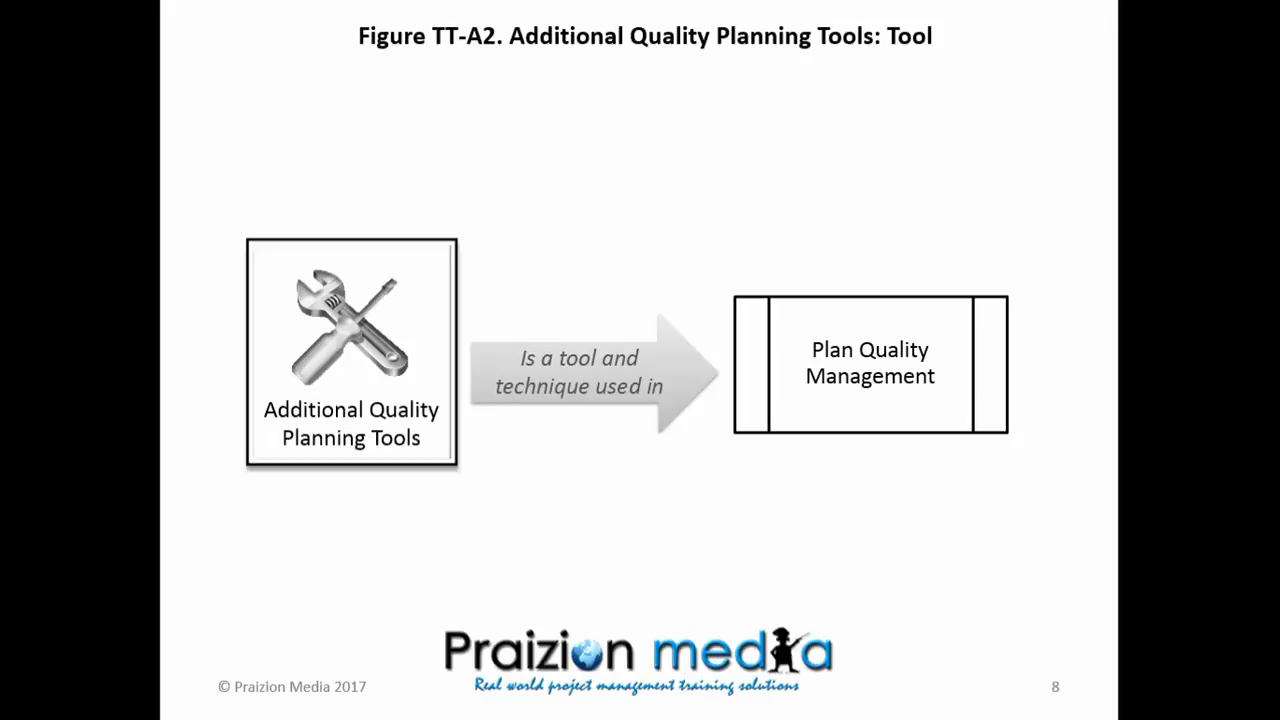 Figure TT-A2. Additional Quality Planning Tools: Tool
Additional Quality
Planning Tools
Is a tool and
technique used in
Plan Quality
Management
Praizion media
Real world project management training solutions
© Praizion Media 2017
8